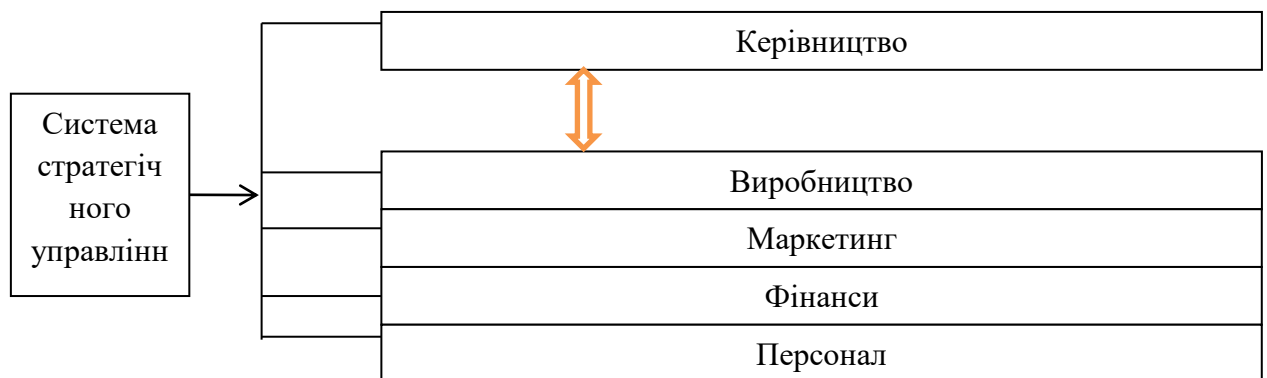 Керівництво
Система
стратегіч
ного
управлінн
Виробництво
Маркетинг
Фінанси
Персонал